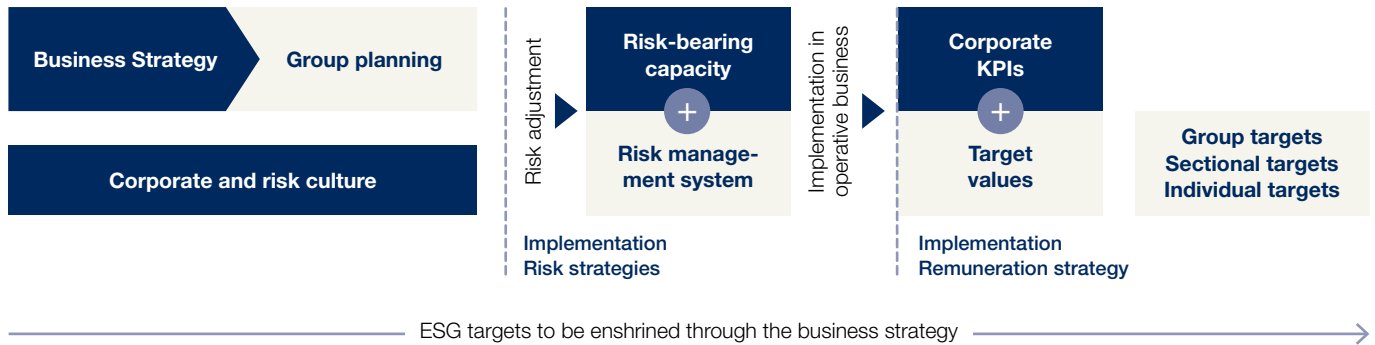 Business Strategy
Group planning
Corporate and risk culture
Risk adjustment
Risk-bearing
capacity
+
Risk manage-
ment system
Implementation
Risk strategies
Implementation in
operative business
Corporate
KPIs
+
Target
values
Implementation
Remuneration strategy
Group targets
Sectional targets
Individual targets
ESG targets to be enshrined through the business strategy